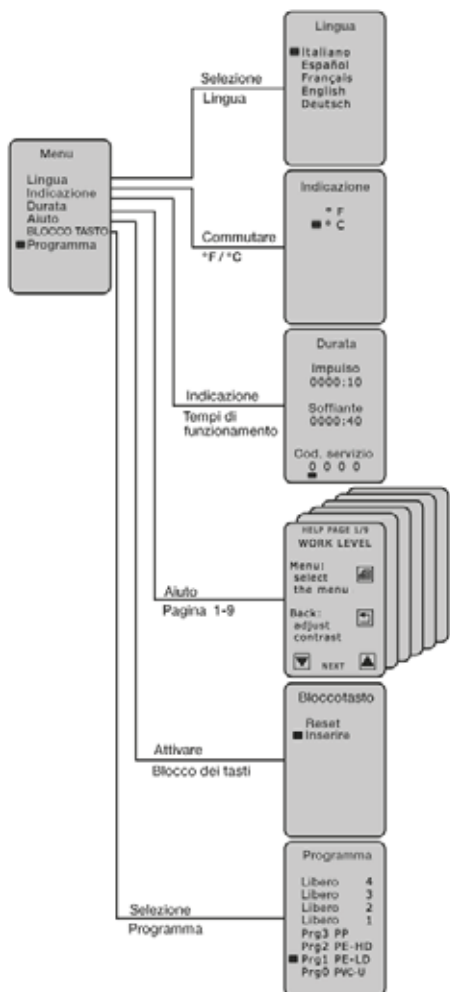 Menu
Lingua
Indicazione
Durata
Aiuto
BLOCCO TASTO
Programma
Selezione
Lingua
Lingua
Italiano
Español
Français
English
Deutsch
Commutare
°F / °C
Indicazione
° F
° C
Indicazione
Tempi di
funzionamento
Durata
Impulso
0000:10
Soffiante
0000:40
Cod. servizio
0 0 0 0
Aiuto
Pagina 1-9
HELP PAGE 1/9
WORK LEVEL
Menu:
select
the menu
Back:
adjust
contrast
NEXT
Attivare
Blocco dei tasti
Bloccotasto
Reset
Inserire
Selezione
Programma
Programma
Libero 4
Libero 3
Libero 2
Libero 1
Prg3 PP
Prg2 PE-HD
Prg1 PE-LD
Prg0 PVC-U